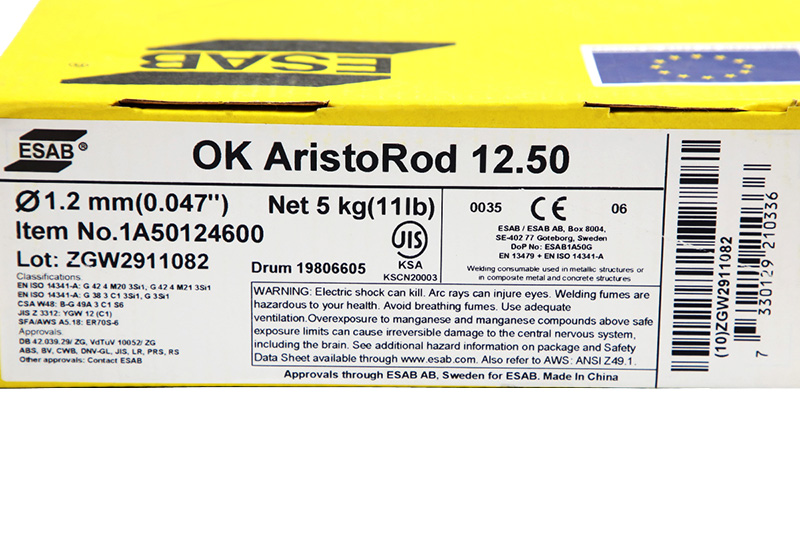 ESAB
ESAB®
OK AristoRod 12.50
Ø1.2 mm(0.047")
Net 5 kg(11lb)
Item No.1A50124600
Lot: ZGW2911082
JIS
KSA
KSCN20003
Drum 19806605
0035 CE 06
ESAB / ESAB AB, Box 8004,
SE-402 77 Goteborg, Sweden
DoP No: ESAB1A50G
EN 13479 + EN ISO 14341-A
Welding consumable used in metallic structures or
in composite metal and concrete structures
Classifications
EN ISO 14341-A: G 42 4 M20 3Si1, G 42 4 M21 3Si1
EN ISO 14341-A: G 38 3 C1 3Si1, G 3Si1
CSA W48: B-G 49A 3 C1 S6
JIS Z 3312: YGW 12 (C1)
SFA/AWS A5.18: ER70S-6
Approvals
DB 42.039.29/ ZG, VdTuV 10052/ ZG
ABS, BV, CWB, DNV-GL, JIS, LR, PRS, RS
Other approvals: Contact ESAB
WARNING: Electric shock can kill. Arc rays can injure eyes. Welding fumes are
hazardous to your health. Avoid breathing fumes. Use adequate
ventilation.Overexposure to manganese and manganese compounds above safe
exposure limits can cause irreversible damage to the central nervous system,
including the brain. See additional hazard information on package and Safety
Data Sheet available through www.esab.com. Also refer to AWS: ANSI Z49.1.
Approvals through ESAB AB, Sweden for ESAB. Made In China
(10)ZGW2911082
7 330129 210336